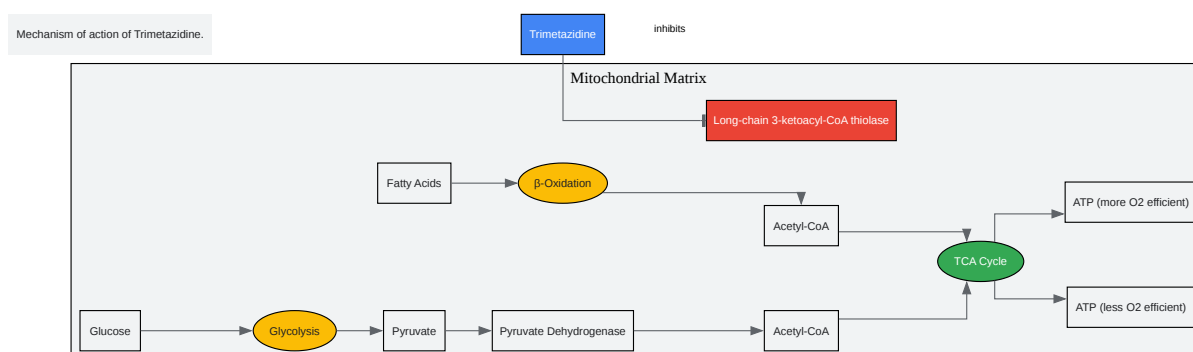 Mechanism of action of Trimetazidine.
Trimetazidine
inhibits
Mitochondrial Matrix
Long-chain 3-ketoacyl-CoA thiolase
Fatty Acids
β-Oxidation
ATP (more O2 efficient)
Acetyl-CoA
TCA Cycle
ATP (less O2 efficient)
Glucose
Glycolysis
Pyruvate
Pyruvate Dehydrogenase
Acetyl-CoA